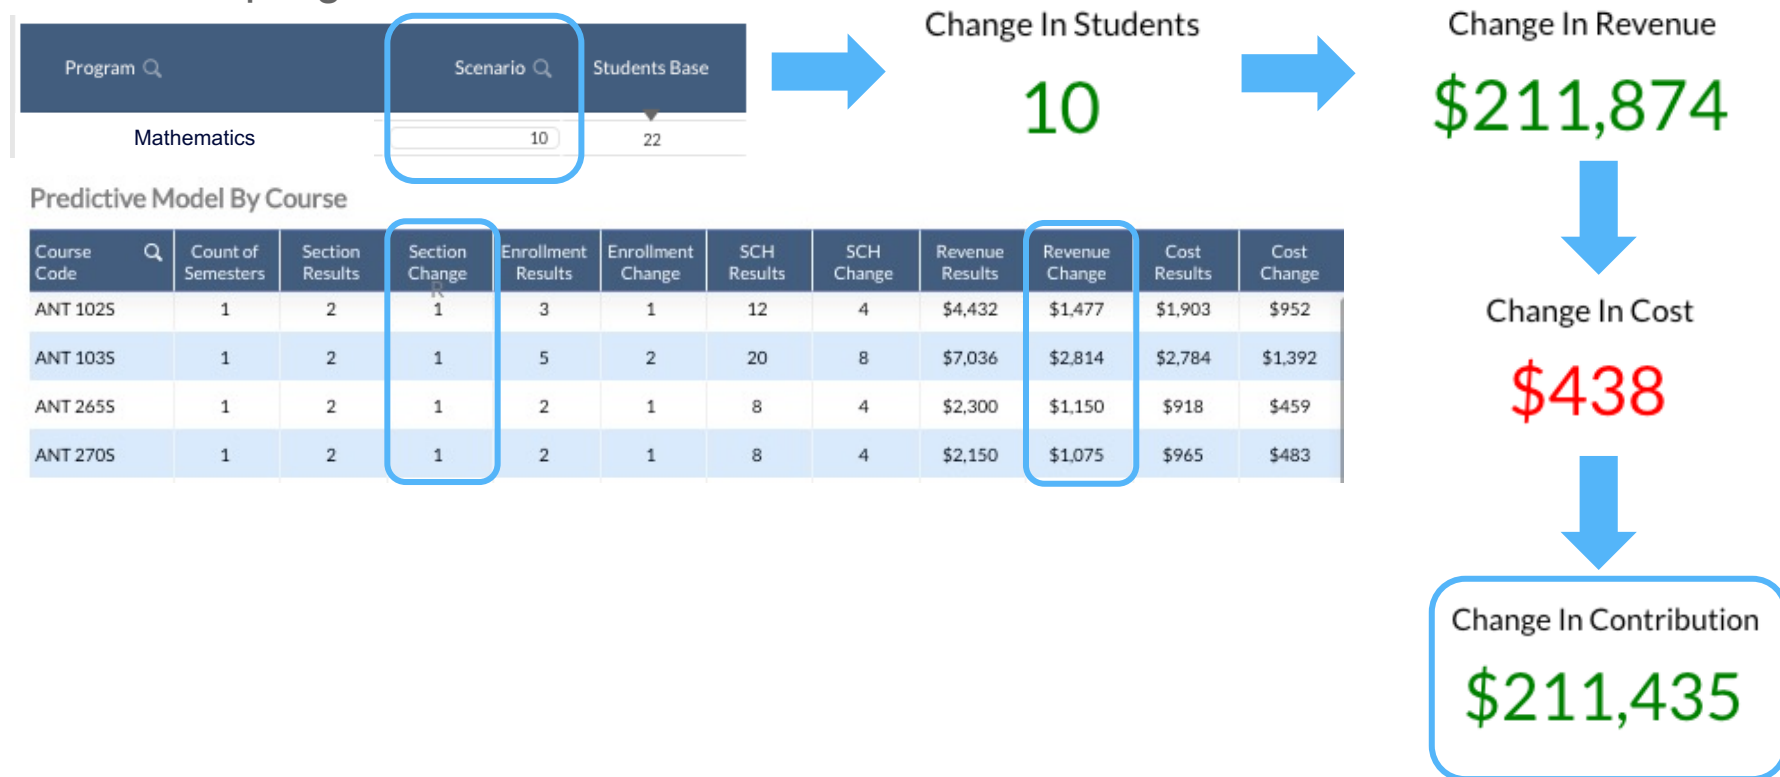 Program Scenario Students Base
Mathematics 10 22
Change In Students
10
Change In Revenue
$211,874
Predictive Model By Course
Course Code Count of Semesters Section Results Section Change Enrollment Results Enrollment Change SCH Results SCH Change Revenue Results Revenue Change Cost Results Cost Change
R
ANT 102S 1 2 1 3 1 12 4 $4,432 $1,477 $1,903 $952
ANT 103S 1 2 1 5 2 20 8 $7,036 $2,814 $2,784 $1,392
ANT 265S 1 2 1 2 1 8 4 $2,300 $1,150 $918 $459
ANT 270S 1 2 1 2 1 8 4 $2,150 $1,075 $965 $483
Change In Cost
$438
Change In Contribution
$211,435